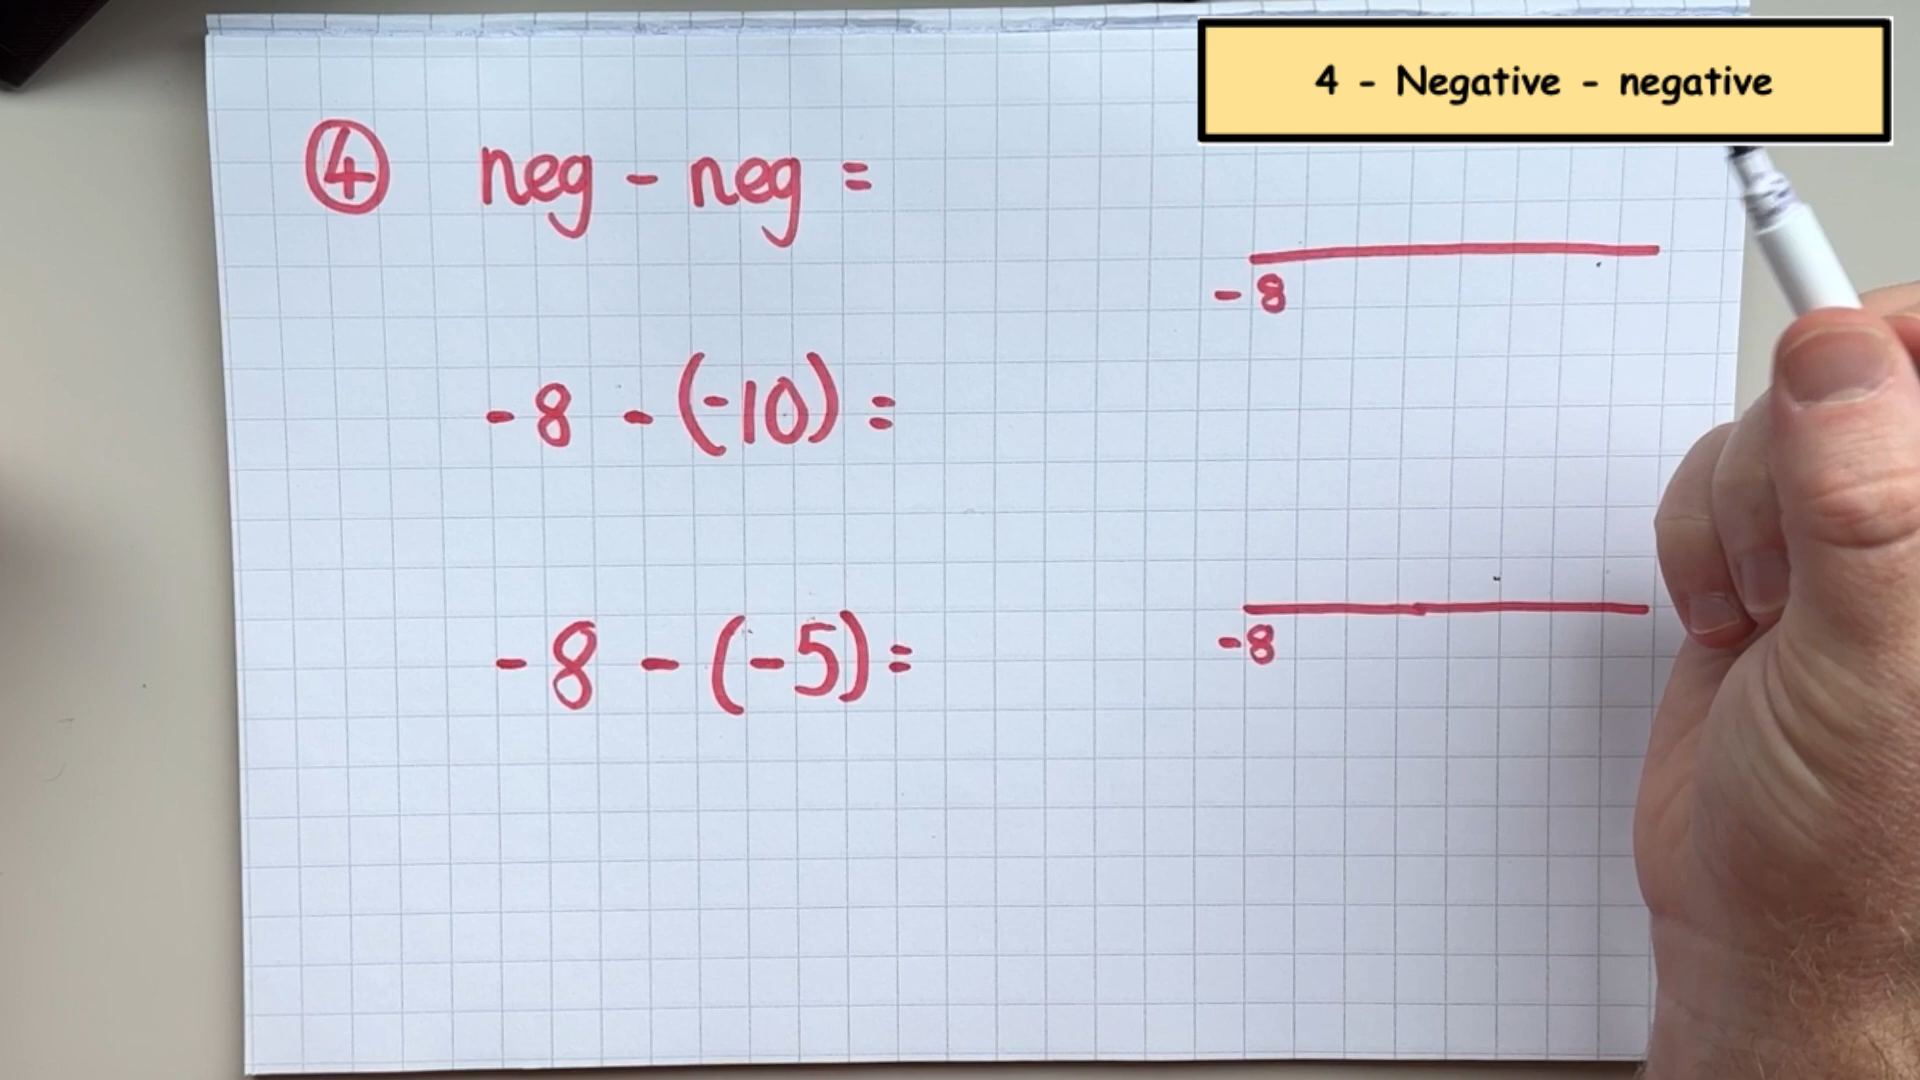 4 - Negative - negative
④ neg - neg =
-8
-8 - (-10) =
-8 - (-5) =
-8